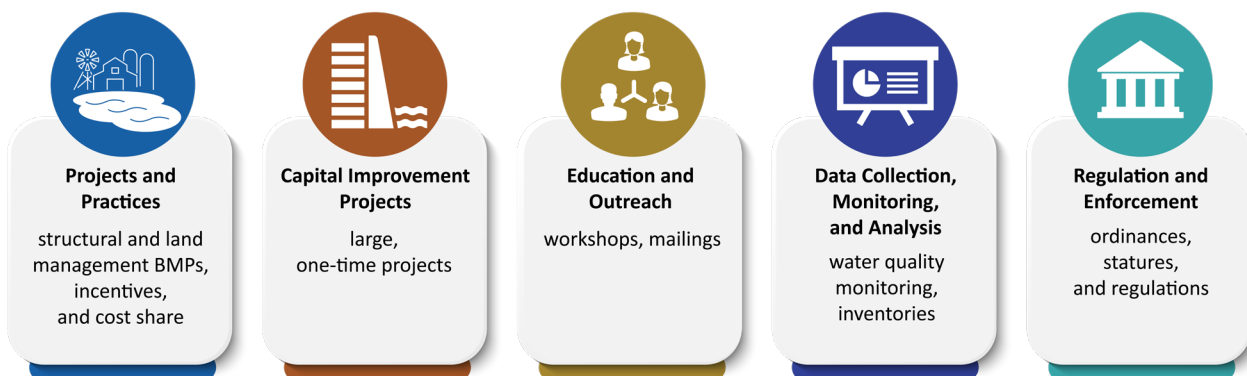 Projects and
Practices
structural and land
management BMPs,
incentives,
and cost share
Capital Improvement
Projects
large,
one-time projects
Education and
Outreach
workshops, mailings
Data Collection,
Monitoring,
and Analysis
water quality
monitoring,
inventories
Regulation and
Enforcement
ordinances,
statures,
and regulations